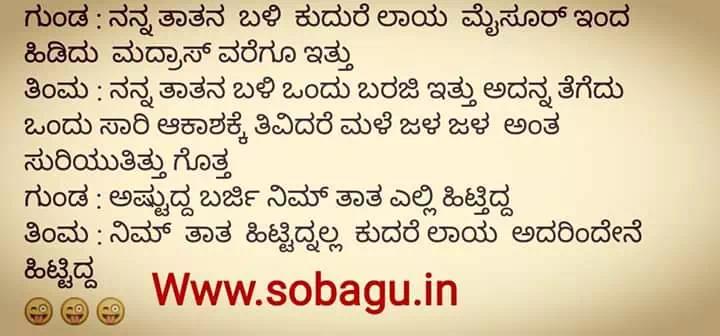 ಗುಂಡ : ನನ್ನ ತಾತನ ಬಳಿ ಕುದುರೆ ಲಾಯ ಮೈಸೂರ್ ಇಂದ
ಹಿಡಿದು ಮದ್ರಾಸ್ ವರೆಗೂ ಇತ್ತು
ತಿಂಮ : ನನ್ನ ತಾತನ ಬಳಿ ಒಂದು ಬರಜಿ ಇತ್ತು ಅದನ್ನ ತೆಗೆದು
ಒಂದು ಸಾರಿ ಆಕಾಶಕ್ಕೆ ತಿವಿದರೆ ಮಳೆ ಜಳ ಜಳ ಅಂತ
ಸುರಿಯುತಿತ್ತು ಗೊತ್ತ
ಗುಂಡ : ಅಷ್ಟುದ್ದ ಬರ್ಜಿ ನಿಮ್ ತಾತ ಎಲ್ಲಿ ಹಿಟ್ತಿದ್ದ
ತಿಂಮ : ನಿಮ್ ತಾತ ಹಿಟ್ಟಿದ್ನಲ್ಲ ಕುದರೆ ಲಾಯ ಅದರಿಂದೇನೆ
ಹಿಟ್ಟಿದ್ದ
😜 😜 😜 Www.sobagu.in